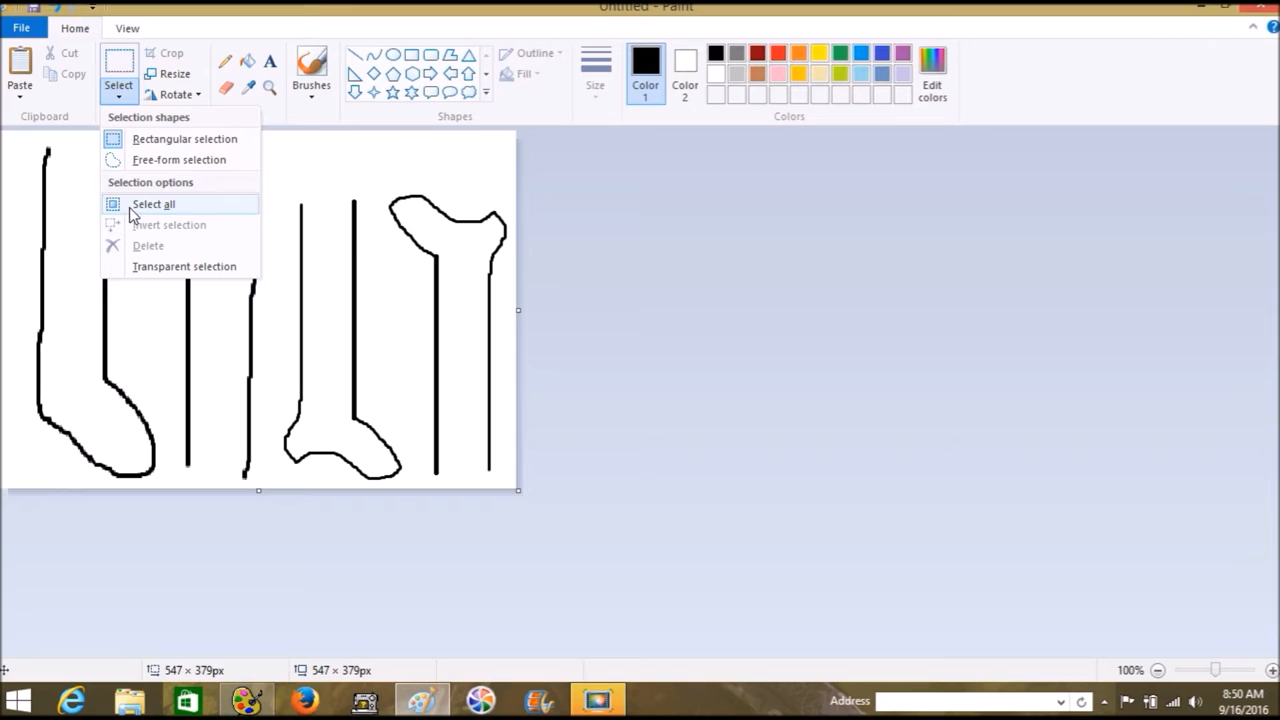 Untitled - Paint
File Home View
Paste
Cut
Copy
Clipboard
Select
Crop
Resize
Rotate
Brushes
Outline
Fill
Shapes
Size
Color
1
Color
2
Edit
colors
Colors
Selection shapes
Rectangular selection
Free-form selection
Selection options
Select all
Invert selection
Delete
Transparent selection
547 × 379px 547 × 379px 100%
Address
8:50 AM
9/16/2016